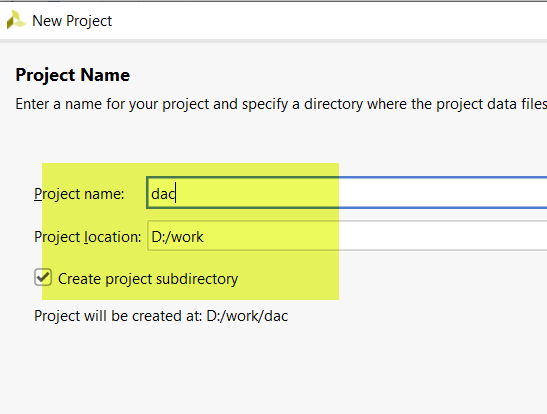 New Project
Project Name
Enter a name for your project and specify a directory where the project data files
Project name: dac
Project location: D:/work
Create project subdirectory
Project will be created at: D:/work/dac